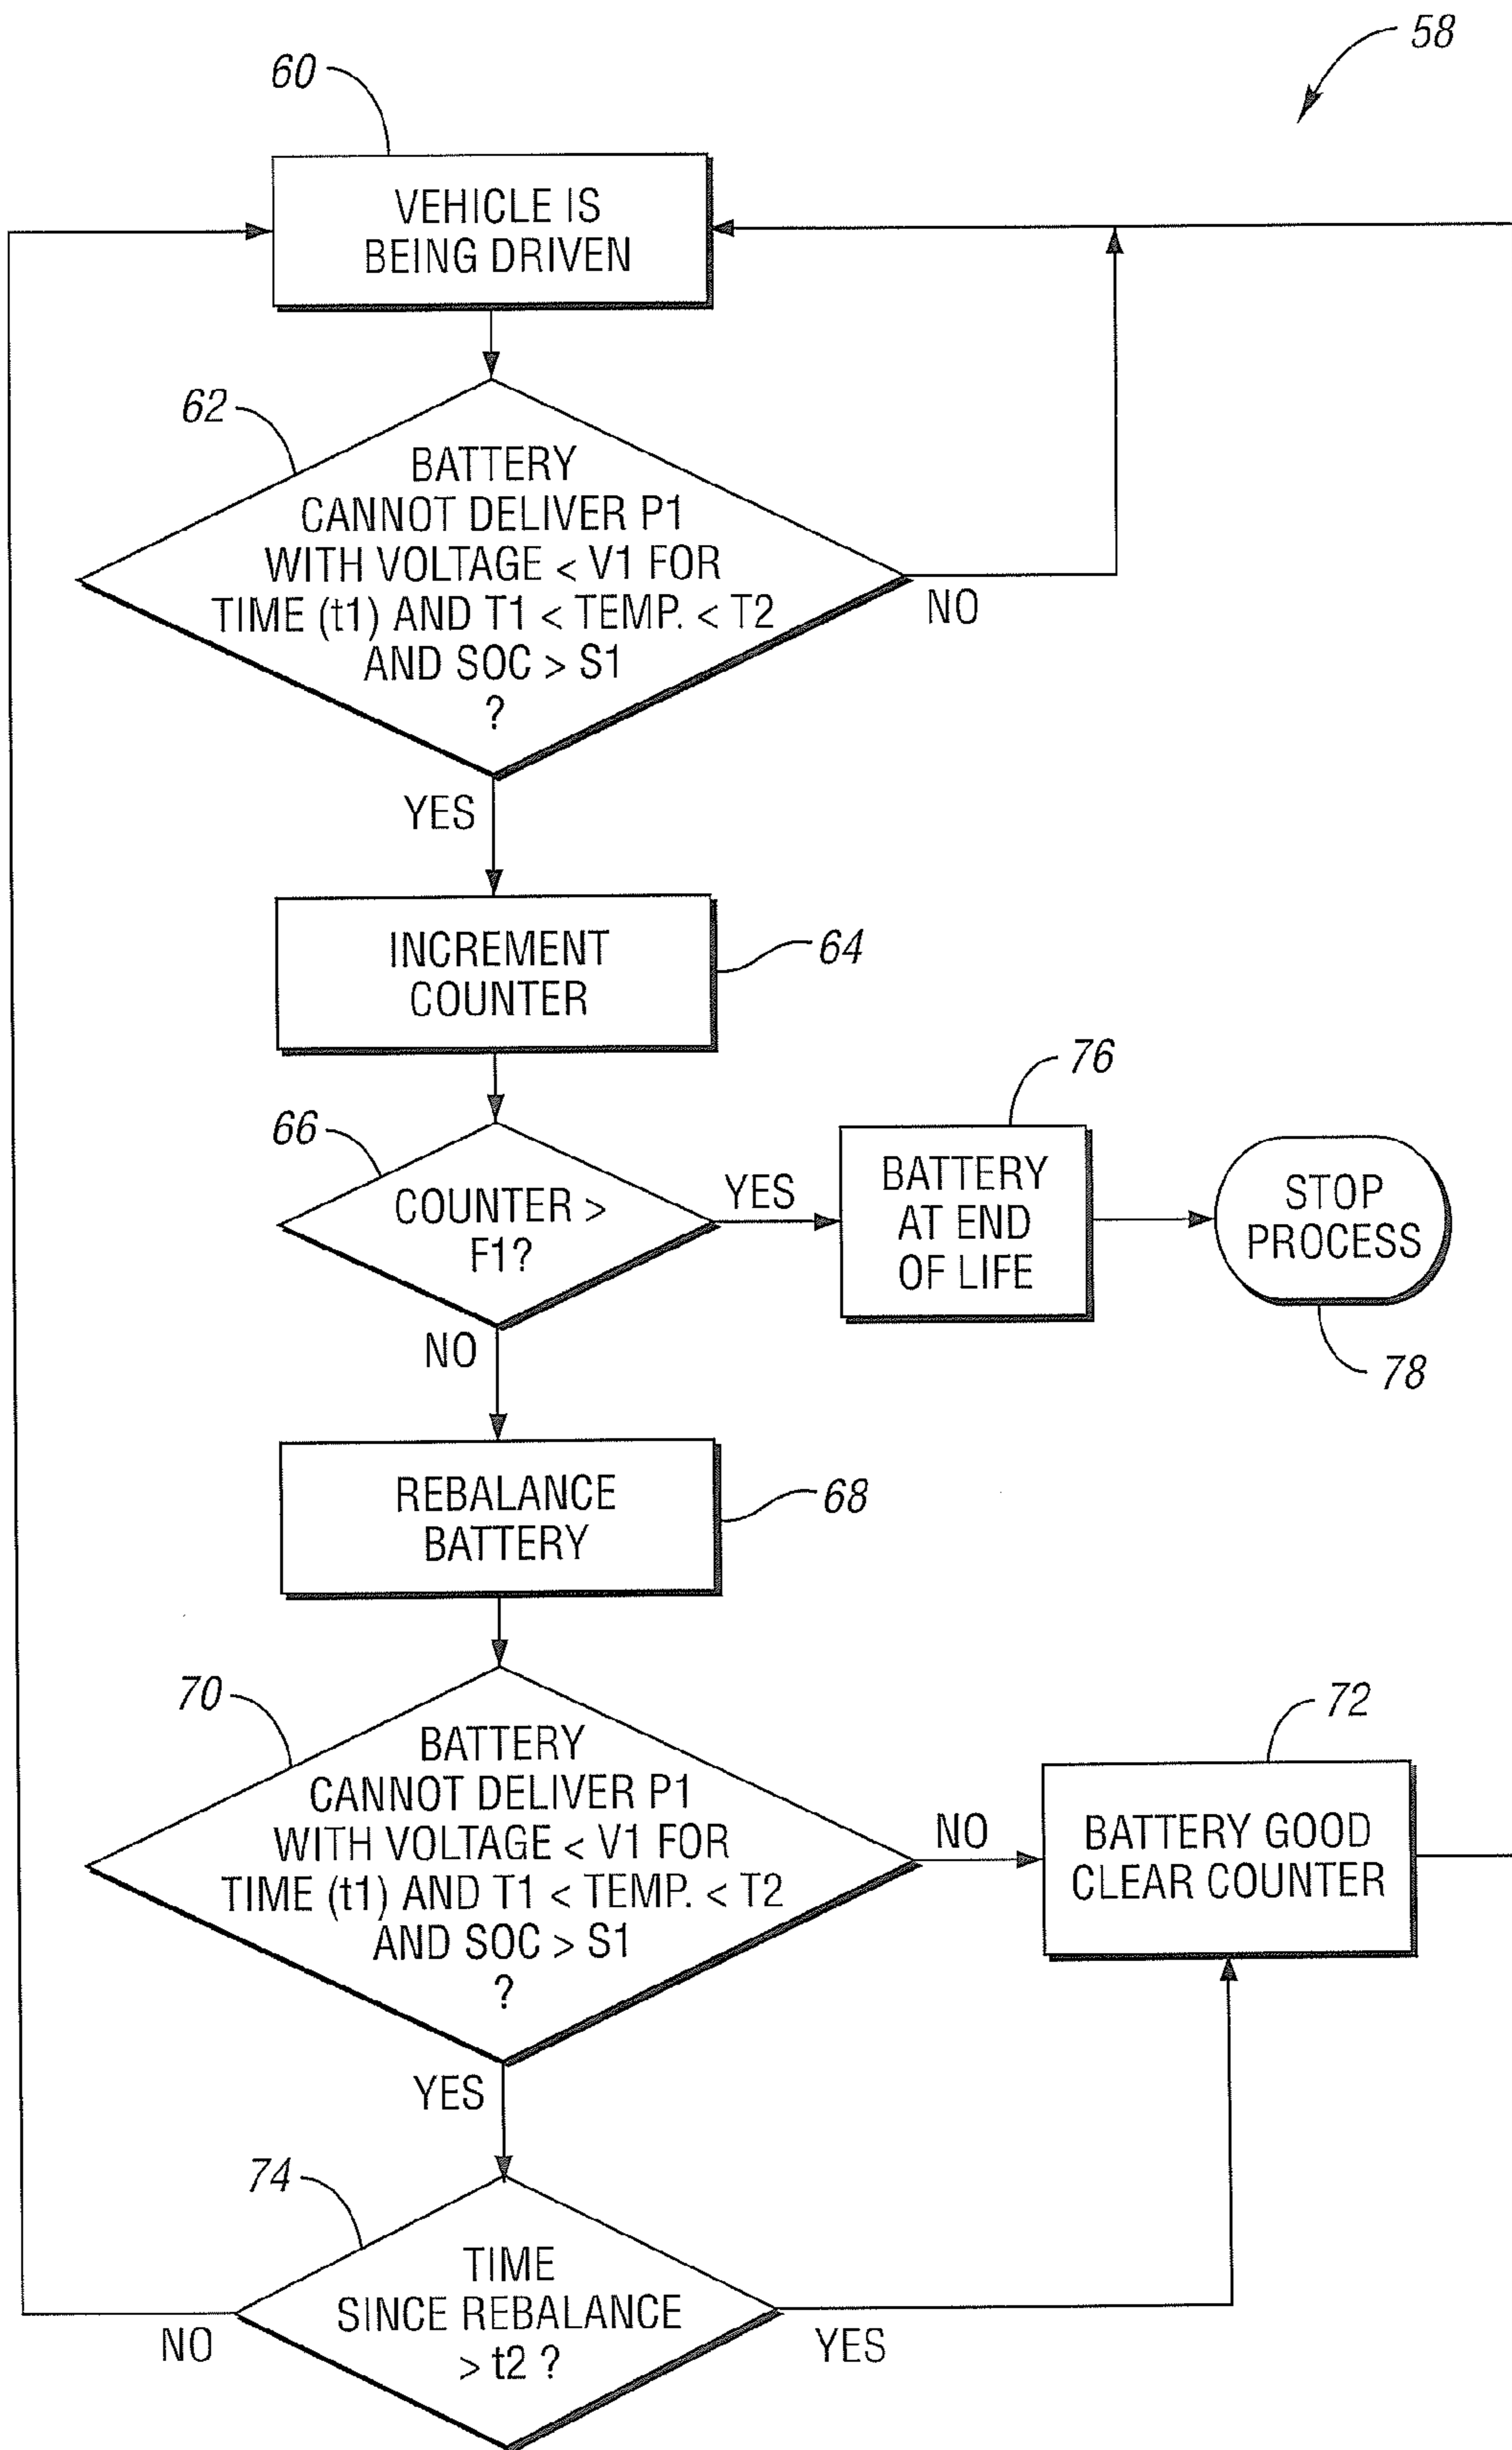 58
60
VEHICLE IS
BEING DRIVEN
62
BATTERY
CANNOT DELIVER P1
WITH VOLTAGE < V1 FOR
TIME (t1) AND T1 < TEMP. < T2
AND SOC > S1
?
NO
YES
INCREMENT
COUNTER
64
66
COUNTER >
F1?
YES
76
BATTERY
AT END
OF LIFE
STOP
PROCESS
78
NO
REBALANCE
BATTERY
68
70
BATTERY
CANNOT DELIVER P1
WITH VOLTAGE < V1 FOR
TIME (t1) AND T1 < TEMP. < T2
AND SOC > S1
?
NO
72
BATTERY GOOD
CLEAR COUNTER
YES
74
TIME
SINCE REBALANCE
> t2 ?
NO
YES